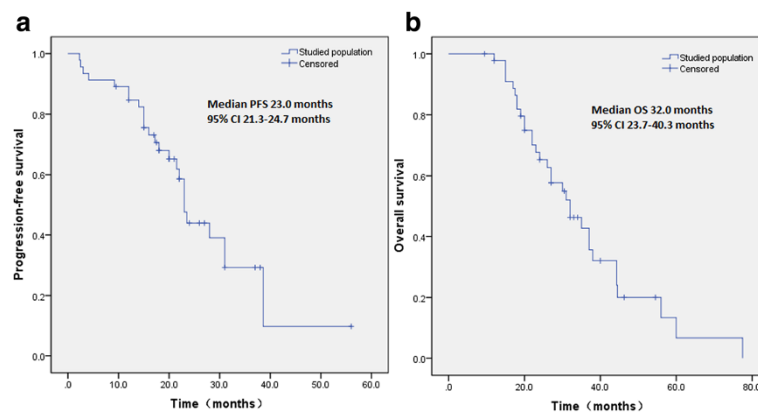 a
Studied population
Censored
Median PFS 23.0 months
95% CI 21.3-24.7 months
Progression-free survival
1.0
0.8
0.6
0.4
0.2
0.0
.0 10.0 20.0 30.0 40.0 50.0 60.0
Time（months）
b
Studied population
Censored
Median OS 32.0 months
95% CI 23.7-40.3 months
Overall survival
1.0
0.8
0.6
0.4
0.2
0.0
.0 20.0 40.0 60.0 80.0
Time（months）